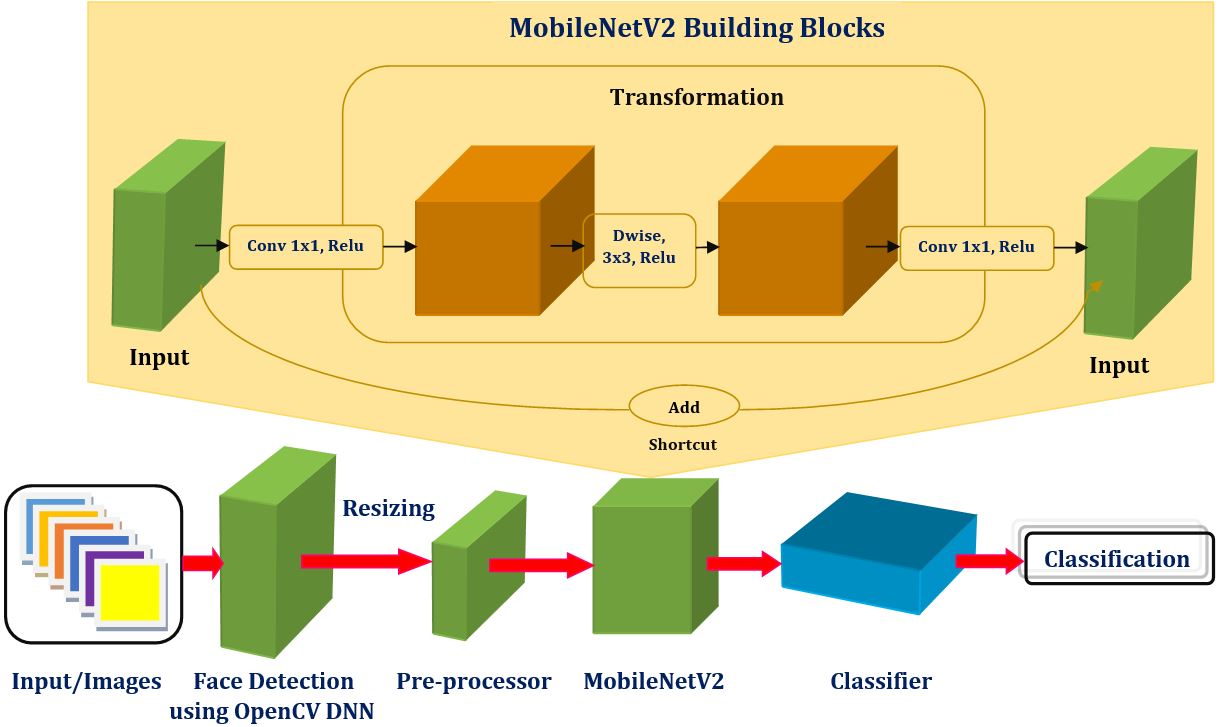 MobileNetV2 Building Blocks
Transformation
Conv 1x1, Relu
Dwise,
3x3, Relu
Conv 1x1, Relu
Input
Input
Add
Shortcut
Resizing
Classification
Input/Images
Face Detection
using OpenCV DNN
Pre-processor
MobileNetV2
Classifier